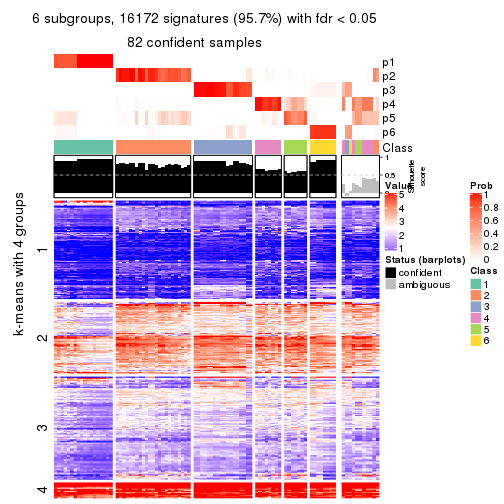 6 subgroups, 16172 signatures (95.7%) with fdr < 0.05
82 confident samples
p1
p2
p3
p4
p5
p6
Class
1
0.5
0
Silhouette
score
k-means with 4 groups
1
2
3
4
Value
5
4
3
2
1
Status (barplots)
confident
ambiguous
Prob
1
0.8
0.6
0.4
0.2
0
Class
1
2
3
4
5
6